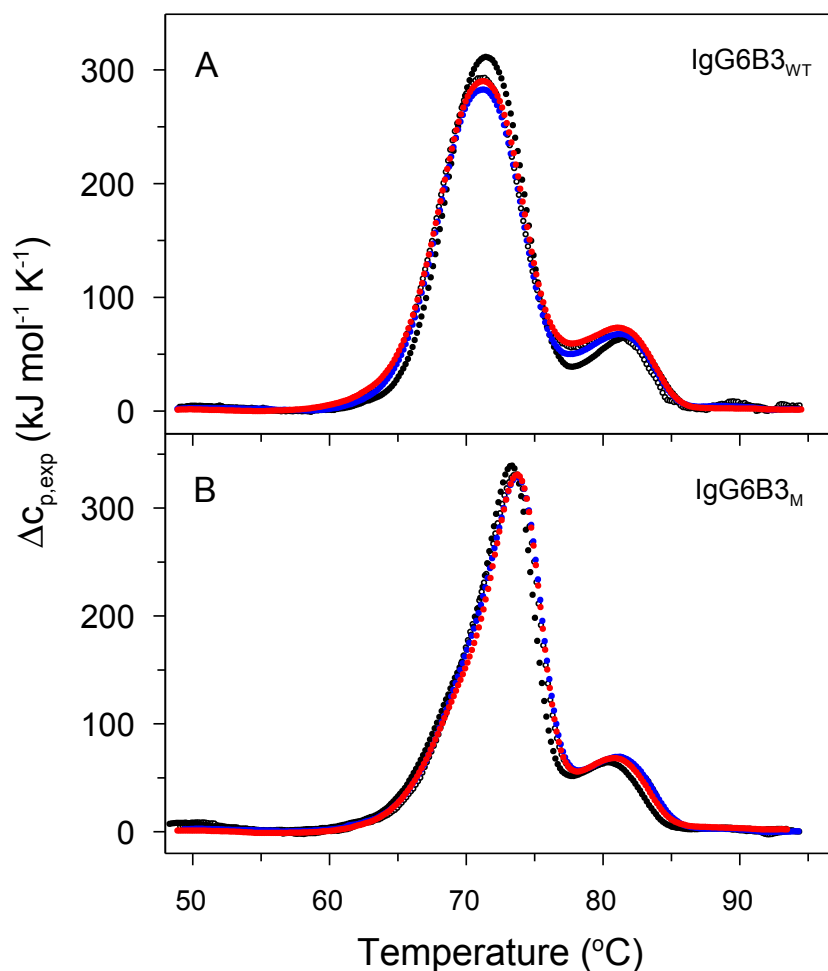 A
IgG6B3WT
300
200
100
0
B
IgG6B3M
300
200
100
0
Δcp,exp (kJ mol-1 K-1)
50 60 70 80 90
Temperature (oC)